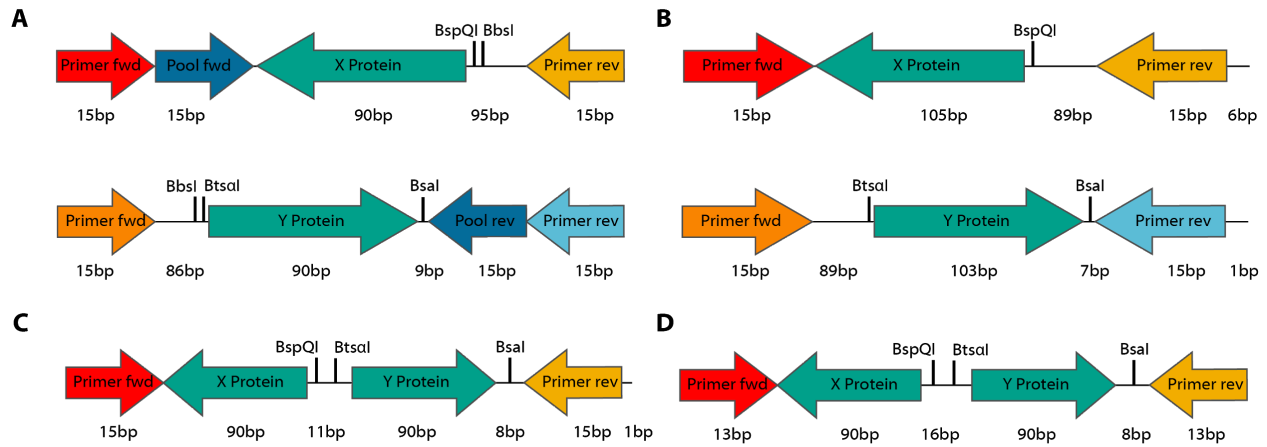 A
BspQI BbsI
Primer fwd Pool fwd X Protein Primer rev
15bp 15bp 90bp 95bp 15bp
BbsI BtsαI BsaI
Primer fwd Y Protein Pool rev Primer rev
15bp 86bp 90bp 9bp 15bp 15bp
B
BspQI
Primer fwd X Protein Primer rev
15bp 105bp 89bp 15bp 6bp
BtsαI BsaI
Primer fwd Y Protein Primer rev
15bp 89bp 103bp 7bp 15bp 1bp
C
BspQI BtsαI BsaI
Primer fwd X Protein Y Protein Primer rev
15bp 90bp 11bp 90bp 8bp 15bp 1bp
D
BspQI BtsαI BsaI
Primer fwd X Protein Y Protein Primer rev
13bp 90bp 16bp 90bp 8bp 13bp